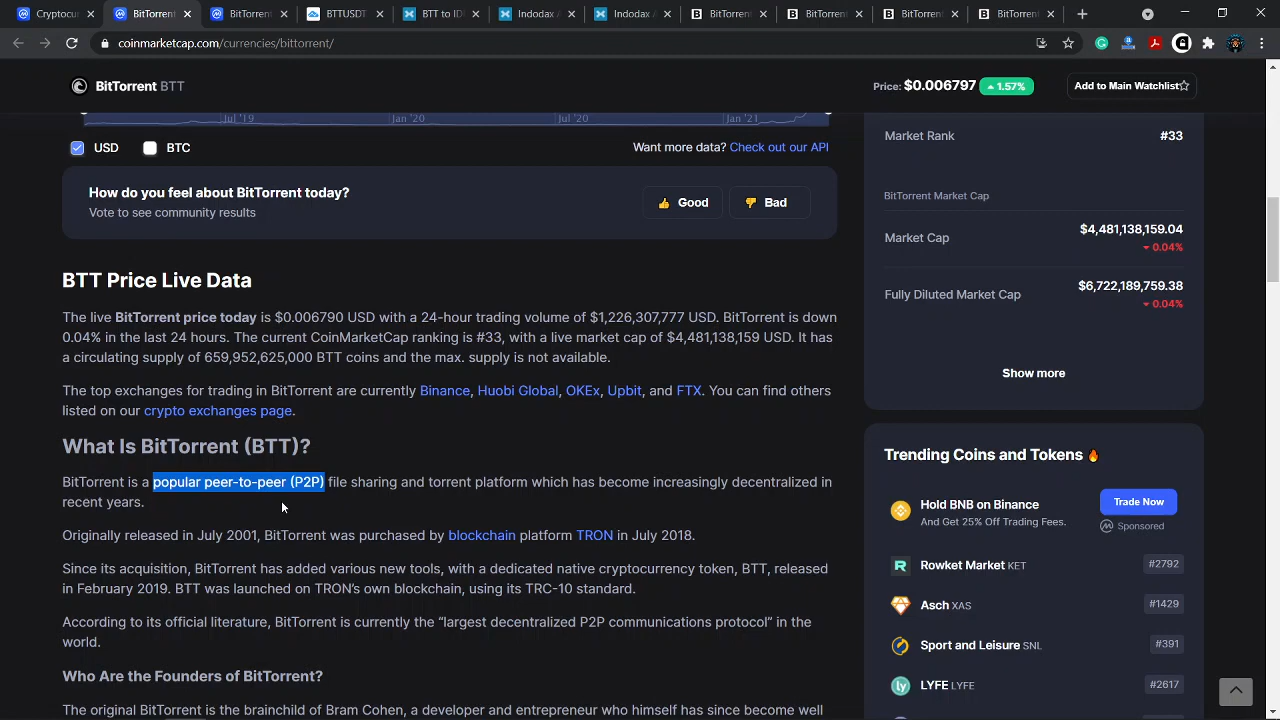 Cryptocu
BitTorrent
BitTorrent
BTTUSDT
BTT to IDI
Indodax
Indodax
BitTorren
BitTorren
BitTorren
BitTorren
coinmarketcap.com/currencies/bittorrent/
BitTorrent BTT
Price: $0.006797 1.57%
Add to Main Watchlist
Jul '19 Jan '20 Jul '20 Jan '21
USD BTC
Want more data? Check out our API
How do you feel about BitTorrent today?
Vote to see community results
Good
Bad
BTT Price Live Data
The live BitTorrent price today is $0.006790 USD with a 24-hour trading volume of $1,226,307,777 USD. BitTorrent is down
0.04% in the last 24 hours. The current CoinMarketCap ranking is #33, with a live market cap of $4,481,138,159 USD. It has
a circulating supply of 659,952,625,000 BTT coins and the max. supply is not available.
The top exchanges for trading in BitTorrent are currently Binance, Huobi Global, OKEx, Upbit, and FTX. You can find others
listed on our crypto exchanges page.
What Is BitTorrent (BTT)?
BitTorrent is a popular peer-to-peer (P2P) file sharing and torrent platform which has become increasingly decentralized in
recent years.
Originally released in July 2001, BitTorrent was purchased by blockchain platform TRON in July 2018.
Since its acquisition, BitTorrent has added various new tools, with a dedicated native cryptocurrency token, BTT, released
in February 2019. BTT was launched on TRON’s own blockchain, using its TRC-10 standard.
According to its official literature, BitTorrent is currently the “largest decentralized P2P communications protocol” in the
world.
Who Are the Founders of BitTorrent?
The original BitTorrent is the brainchild of Bram Cohen, a developer and entrepreneur who himself has since become well
Market Rank #33
BitTorrent Market Cap
Market Cap $4,481,138,159.04
0.04%
Fully Diluted Market Cap $6,722,189,759.38
0.04%
Show more
Trending Coins and Tokens
Hold BNB on Binance
And Get 25% Off Trading Fees.
Trade Now
Sponsored
Rowket Market KET #2792
Asch XAS #1429
Sport and Leisure SNL #391
LYFE LYFE #2617